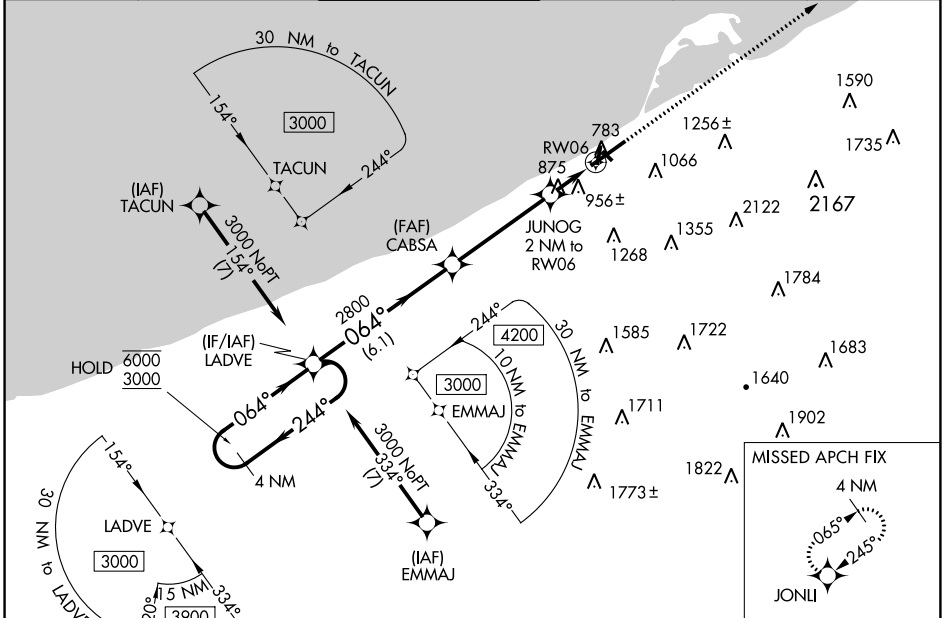 30 NM to TACUN
154°
3000
244°
TACUN
(IAF)
TACUN
3000 NoPT
154°
(7)
(FAF)
CABSA
RW06
783
875
956±
JUNOG
2 NM to
RW06
1256±
1590
1735
1066
2167
2122
1355
1268
1784
1585
1722
1683
1640
1711
1902
1773±
1822
2800
064°
(6.1)
(IF/IAF)
LADVE
HOLD
6000
3000
064°
244°
4 NM
244°
4200
3000
10 NM to EMMAJ
30 NM to EMMAJ
EMMAJ
334°
3000 NoPT
334°
(7)
(IAF)
EMMAJ
154°
30 NM to LADVE
LADVE
3000
15 NM
334°
20°
3900
MISSED APCH FIX
4 NM
065°
245°
JONLI